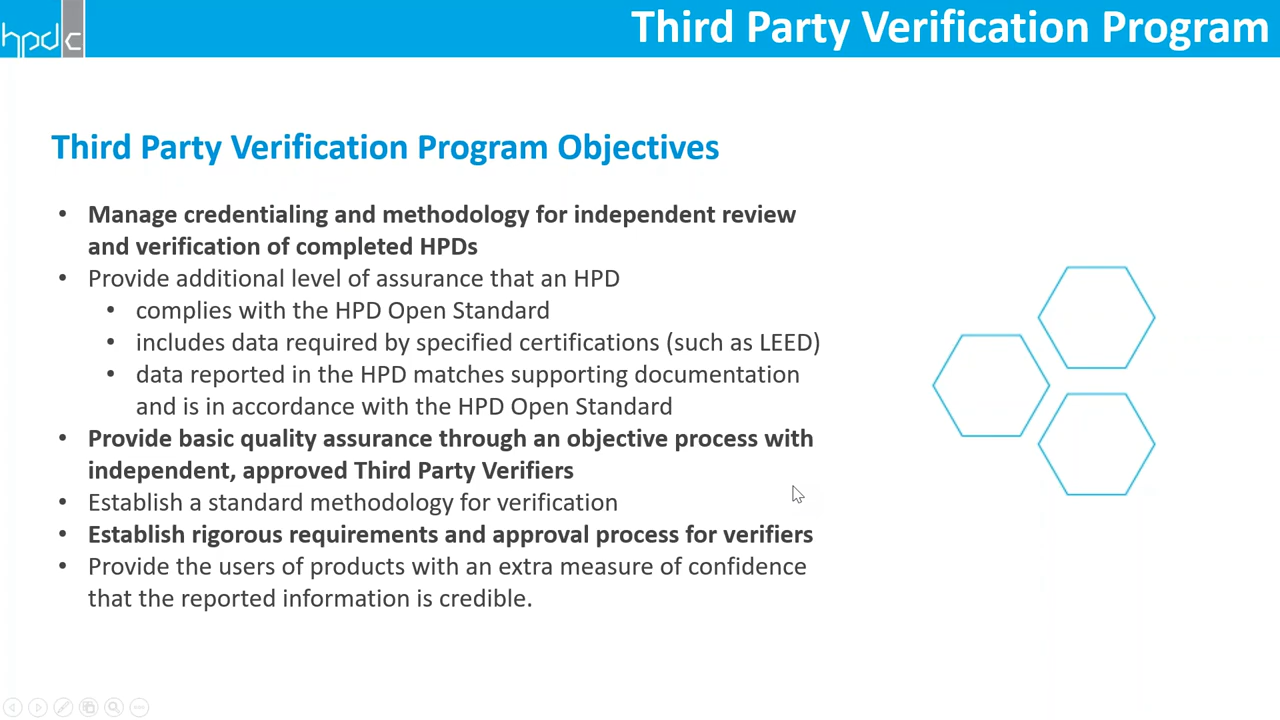 hpdc
Third Party Verification Program
Third Party Verification Program Objectives
• Manage credentialing and methodology for independent review
and verification of completed HPDs
• Provide additional level of assurance that an HPD
• complies with the HPD Open Standard
• includes data required by specified certifications (such as LEED)
• data reported in the HPD matches supporting documentation
and is in accordance with the HPD Open Standard
• Provide basic quality assurance through an objective process with
independent, approved Third Party Verifiers
• Establish a standard methodology for verification
• Establish rigorous requirements and approval process for verifiers
• Provide the users of products with an extra measure of confidence
that the reported information is credible.